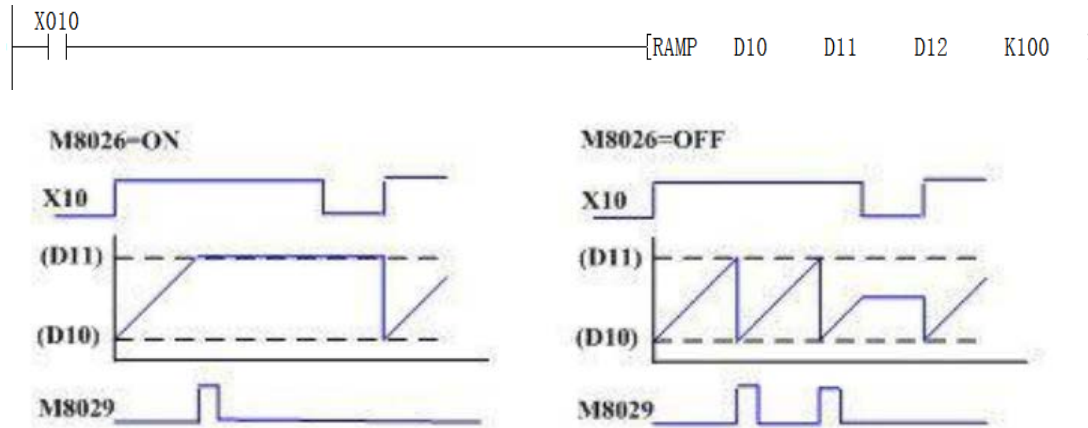 X010
[RAMP D10 D11 D12 K100
M8026=ON M8026=OFF
X10 X10
(D11) (D11)
(D10) (D10)
M8029 M8029